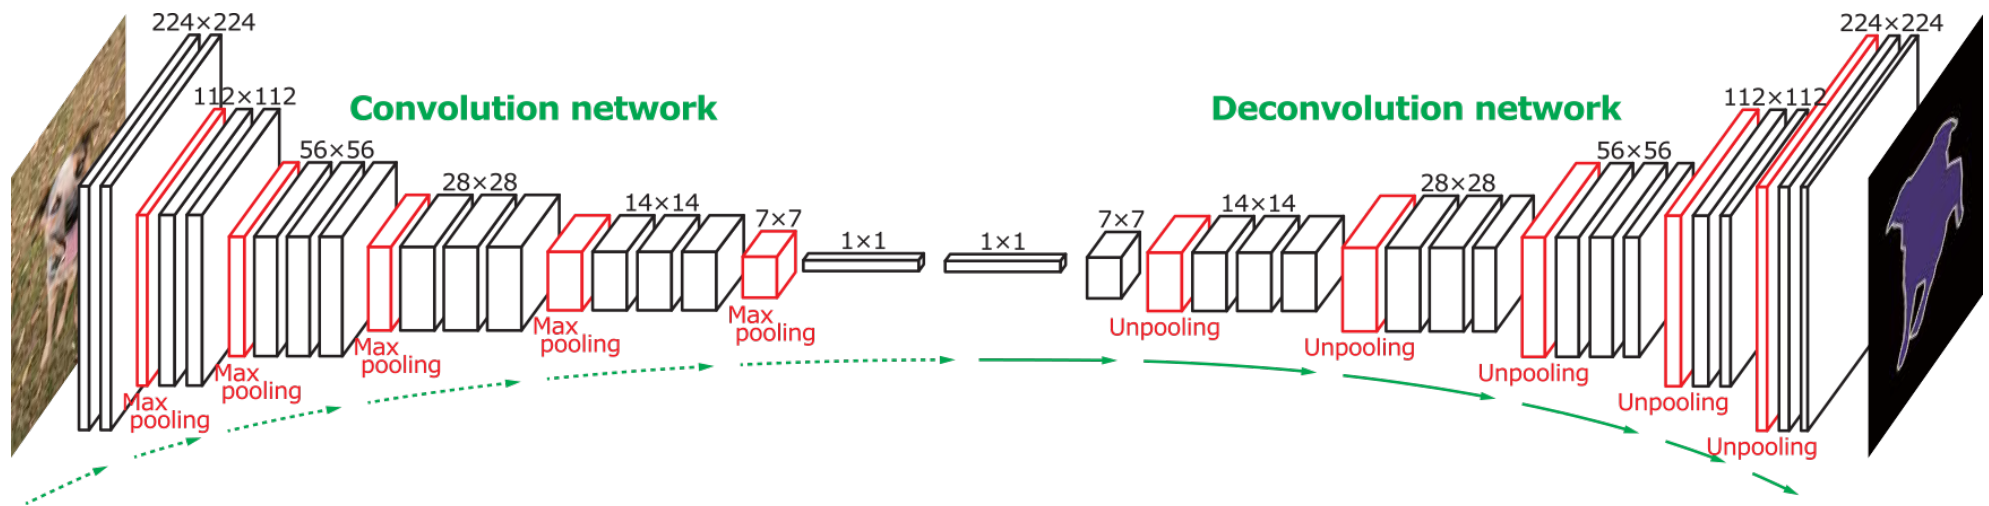 224×224
112×112
Convolution network
56×56
28×28
14×14
7×7
1×1
1×1
7×7
14×14
28×28
56×56
Deconvolution network
112×112
224×224
Max
pooling
Max
pooling
Max
pooling
Max
pooling
Max
pooling
Unpooling
Unpooling
Unpooling
Unpooling
Unpooling